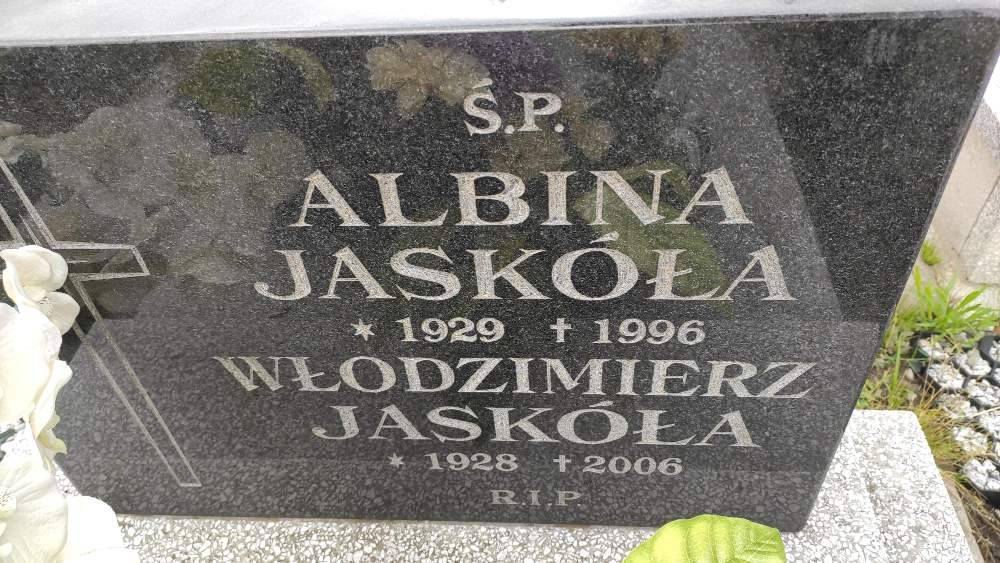 Ś.P.
ALBINA
JASKÓŁA
* 1929 † 1996
WŁODZIMIERZ
JASKÓŁA
* 1928 † 2006
R.I.P.